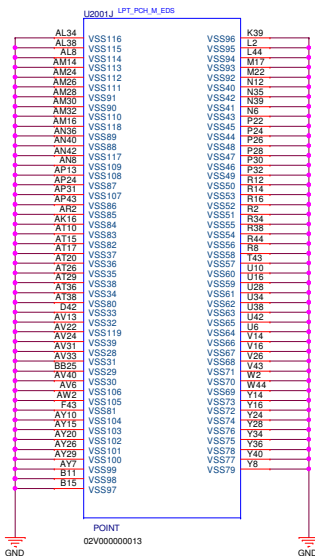 U2001J LPT_PCH_M_EDS
AL34 VSS116 VSS96 K39
AL38 VSS115 VSS95 L2
AL8 VSS114 VSS94 L44
AM14 VSS113 VSS93 M17
AM24 VSS112 VSS92 M22
AM26 VSS111 VSS40 N12
AM28 VSS91 VSS42 N35
AM30 VSS90 VSS41 N39
AM32 VSS110 VSS43 N6
AM16 VSS118 VSS45 P22
AN36 VSS89 VSS44 P24
AN40 VSS88 VSS46 P26
AN42 VSS117 VSS48 P28
AN8 VSS109 VSS47 P30
AP13 VSS108 VSS49 P32
AP24 VSS87 VSS50 R12
AP31 VSS107 VSS53 R14
AP43 VSS86 VSS52 R16
AR2 VSS85 VSS51 R2
AK16 VSS84 VSS55 R34
AT10 VSS83 VSS54 R38
AT15 VSS82 VSS56 R44
AT17 VSS37 VSS58 R8
AT20 VSS36 VSS57 T43
AT26 VSS35 VSS60 U10
AT29 VSS38 VSS59 U16
AT36 VSS34 VSS61 U28
AT38 VSS80 VSS62 U34
D42 VSS33 VSS63 U38
AV13 VSS32 VSS65 U42
AV22 VSS119 VSS64 U6
AV24 VSS39 VSS66 V14
AV31 VSS28 VSS67 V16
AV33 VSS31 VSS68 V26
BB25 VSS29 VSS71 V43
AV40 VSS30 VSS70 W2
AV6 VSS106 VSS69 W44
AW2 VSS105 VSS73 Y14
F43 VSS81 VSS72 Y16
AY10 VSS104 VSS74 Y24
AY15 VSS103 VSS75 Y28
AY20 VSS102 VSS76 Y34
AY26 VSS101 VSS78 Y36
AY29 VSS100 VSS77 Y40
AY7 VSS99 VSS79 Y8
B11 VSS98
B15 VSS97
POINT
02V000000013
GND GND